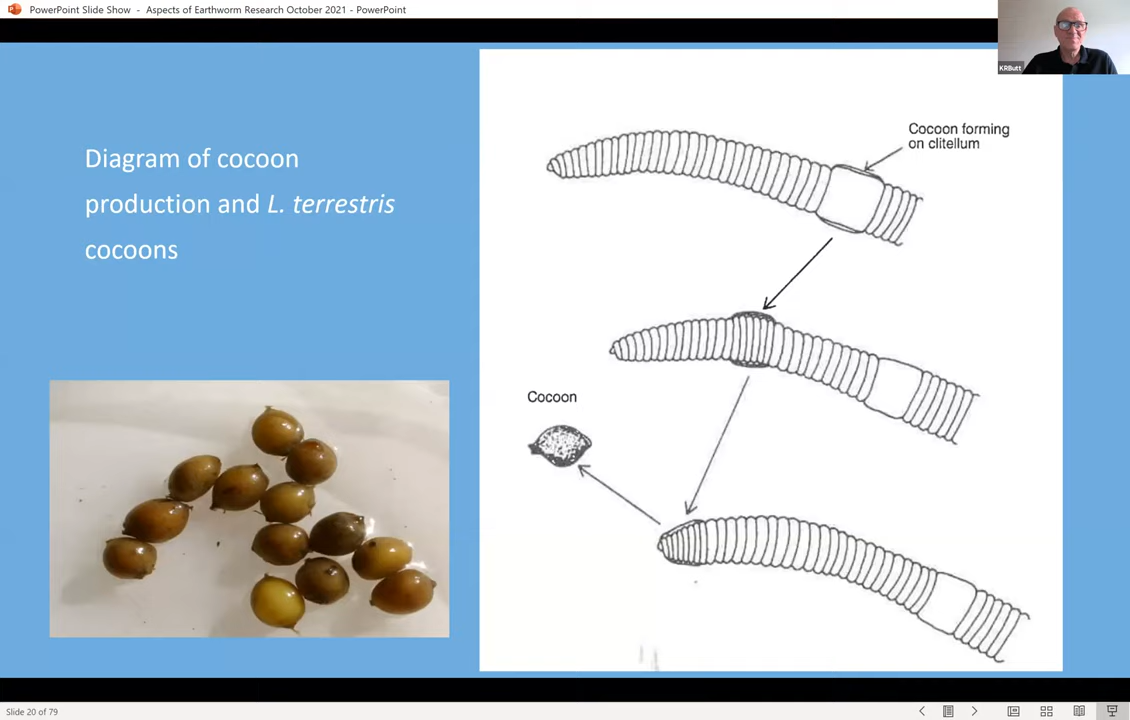 PowerPoint Slide Show - Aspects of Earthworm Research October 2021 - PowerPoint
KRButt
Diagram of cocoon
production and L. terrestris
cocoons
Cocoon forming
on clitellum
Cocoon
Slide 20 of 79